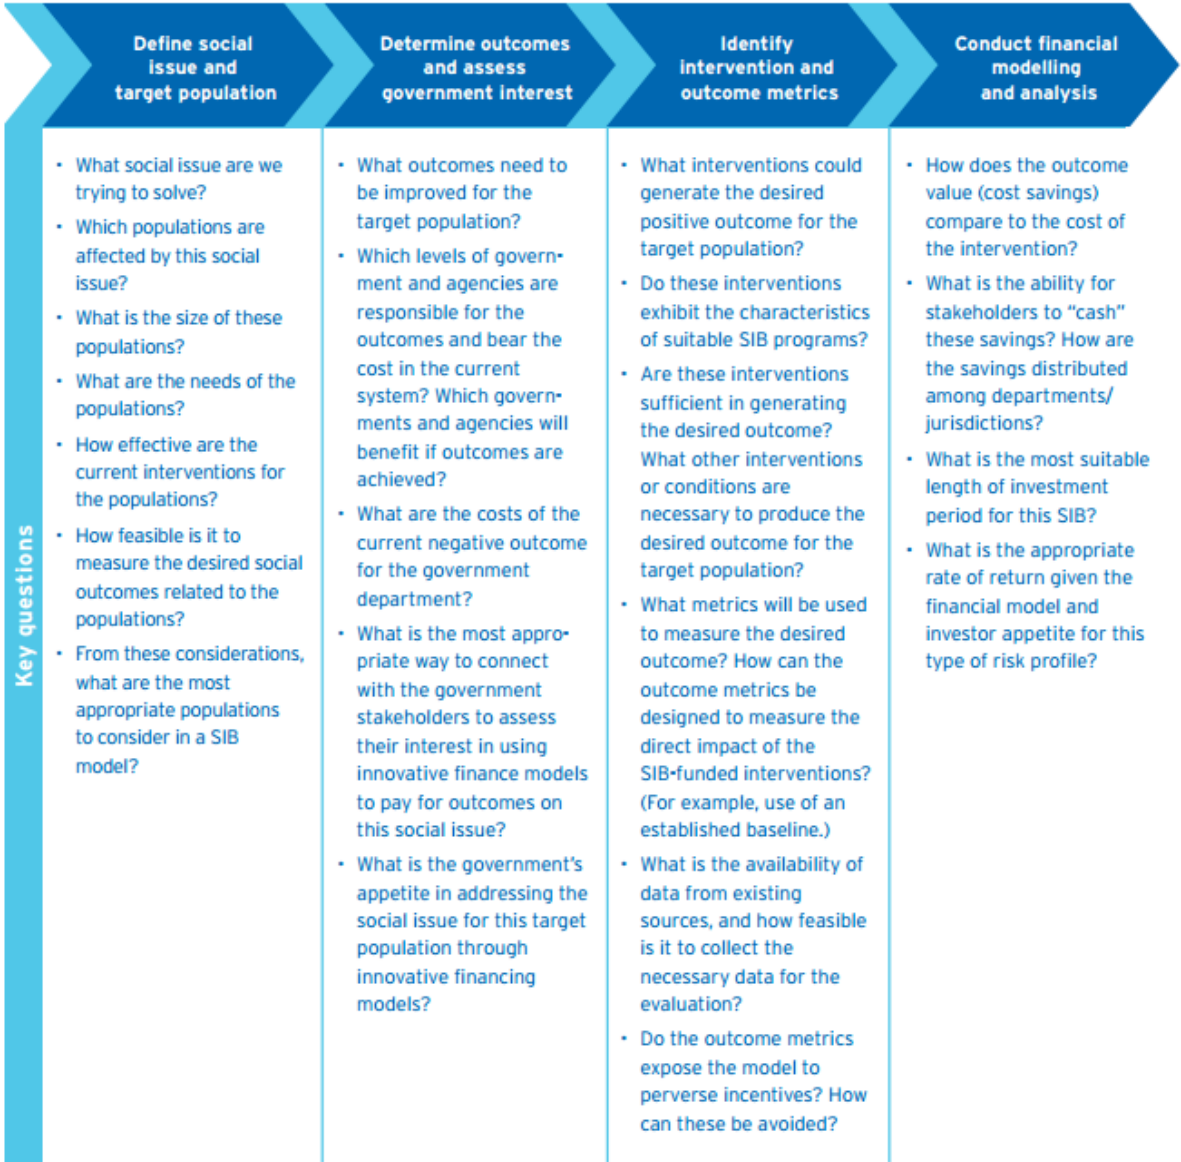 Define social
issue and
target population
Determine outcomes
and assess
government interest
Identify
intervention and
outcome metrics
Conduct financial
modelling
and analysis
Key questions
• What social issue are we
trying to solve?
• Which populations are
affected by this social
issue?
• What is the size of these
populations?
• What are the needs of the
populations?
• How effective are the
current interventions for
the populations?
• How feasible is it to
measure the desired social
outcomes related to the
populations?
• From these considerations,
what are the most
appropriate populations
to consider in a SIB
model?
• What outcomes need to
be improved for the
target population?
• Which levels of govern-
ment and agencies are
responsible for the
outcomes and bear the
cost in the current
system? Which govern-
ments and agencies will
benefit if outcomes are
achieved?
• What are the costs of the
current negative outcome
for the government
department?
• What is the most appro-
priate way to connect
with the government
stakeholders to assess
their interest in using
innovative finance models
to pay for outcomes on
this social issue?
• What is the government's
appetite in addressing the
social issue for this target
population through
innovative financing
models?
• What interventions could
generate the desired
positive outcome for the
target population?
• Do these interventions
exhibit the characteristics
of suitable SIB programs?
• Are these interventions
sufficient in generating
the desired outcome?
What other interventions
or conditions are
necessary to produce the
desired outcome for the
target population?
• What metrics will be used
to measure the desired
outcome? How can the
outcome metrics be
designed to measure the
direct impact of the
SIB-funded interventions?
(For example, use of an
established baseline.)
• What is the availability of
data from existing
sources, and how feasible
is it to collect the
necessary data for the
evaluation?
• Do the outcome metrics
expose the model to
perverse incentives? How
can these be avoided?
• How does the outcome
value (cost savings)
compare to the cost of
the intervention?
• What is the ability for
stakeholders to "cash"
these savings? How are
the savings distributed
among departments/
jurisdictions?
• What is the most suitable
length of investment
period for this SIB?
• What is the appropriate
rate of return given the
financial model and
investor appetite for this
type of risk profile?